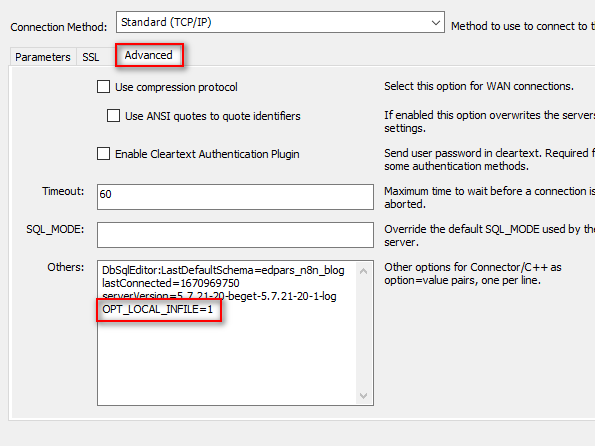 Connection Method:
Standard (TCP/IP)
Method to use to connect to th
Parameters
SSL
Advanced
Use compression protocol
Select this option for WAN connections.
Use ANSI quotes to quote identifiers
If enabled this option overwrites the servers
settings.
Enable Cleartext Authentication Plugin
Send user password in cleartext. Required f
some authentication methods.
Timeout:
60
Maximum time to wait before a connection is
aborted.
SQL_MODE:
Override the default SQL_MODE used by the
server.
Others:
DbSqlEditor:LastDefaultSchema=edpars_n8n_blog
lastConnected=1670969750
serverVersion=5.7.21-20-beget-5.7.21-20-1-log
OPT_LOCAL_INFILE=1
Other options for Connector/C++ as
option=value pairs, one per line.